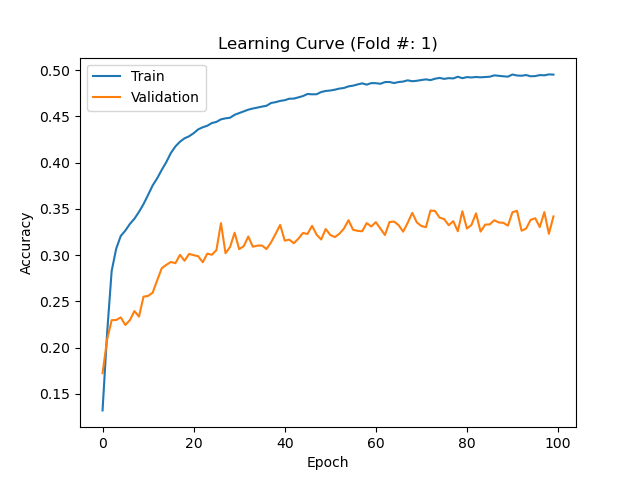 Learning Curve (Fold #: 1)
Train
Validation
0.50
0.45
0.40
0.35
0.30
0.25
0.20
0.15
Accuracy
0 20 40 60 80 100
Epoch